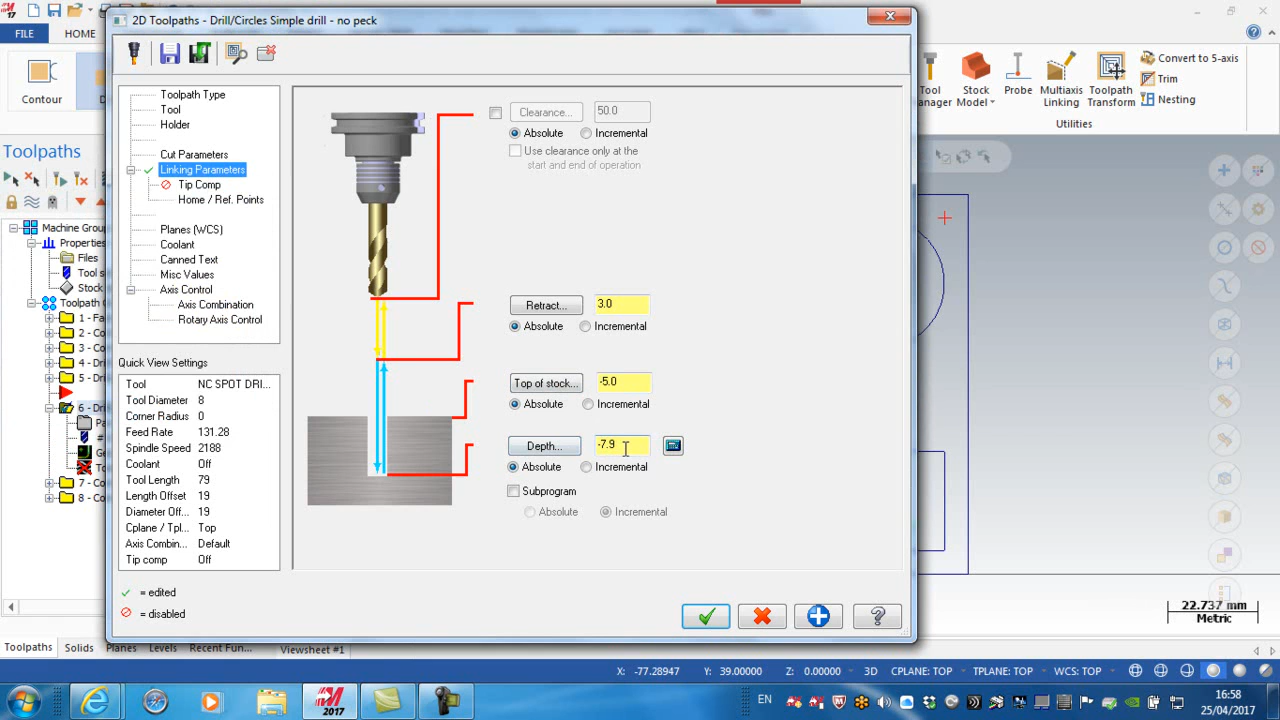 2D Toolpaths - Drill/Circles Simple drill - no peck
FILE
HOME
Contour
Tool
Manager
Stock
Model
Probe
Multiaxis
Linking
Toolpath
Transform
Convert to 5-axis
Trim
Nesting
Utilities
Toolpaths
Machine Group
Properties
Files
Tool s
Stock
Toolpath G
1 - Fa
2 - Co
3 - Co
4 - Dr
5 - Dr
6 - Dr
Pa
#
Ge
To
7 - Co
8 - Co
Toolpath Type
Tool
Holder
Cut Parameters
Linking Parameters
Tip Comp
Home / Ref. Points
Planes (WCS)
Coolant
Canned Text
Misc Values
Axis Control
Axis Combination
Rotary Axis Control
Quick View Settings
Tool NC SPOT DRI...
Tool Diameter 8
Corner Radius 0
Feed Rate 131.28
Spindle Speed 2188
Coolant Off
Tool Length 79
Length Offset 19
Diameter Off... 19
Cplane / Tpl... Top
Axis Combin... Default
Tip comp Off
= edited
= disabled
Clearance... 50.0
Absolute Incremental
Use clearance only at the
start and end of operation
Retract... 3.0
Absolute Incremental
Top of stock... -5.0
Absolute Incremental
Depth... -7.9
Absolute Incremental
Subprogram
Absolute Incremental
22.737 mm
Metric
Toolpaths Solids Planes Levels Recent Fun...
Viewsheet #1
X: -77.28947 Y: 39.00000 Z: 0.00000 3D CPLANE: TOP TPLANE: TOP WCS: TOP
2017
EN
16:58
25/04/2017